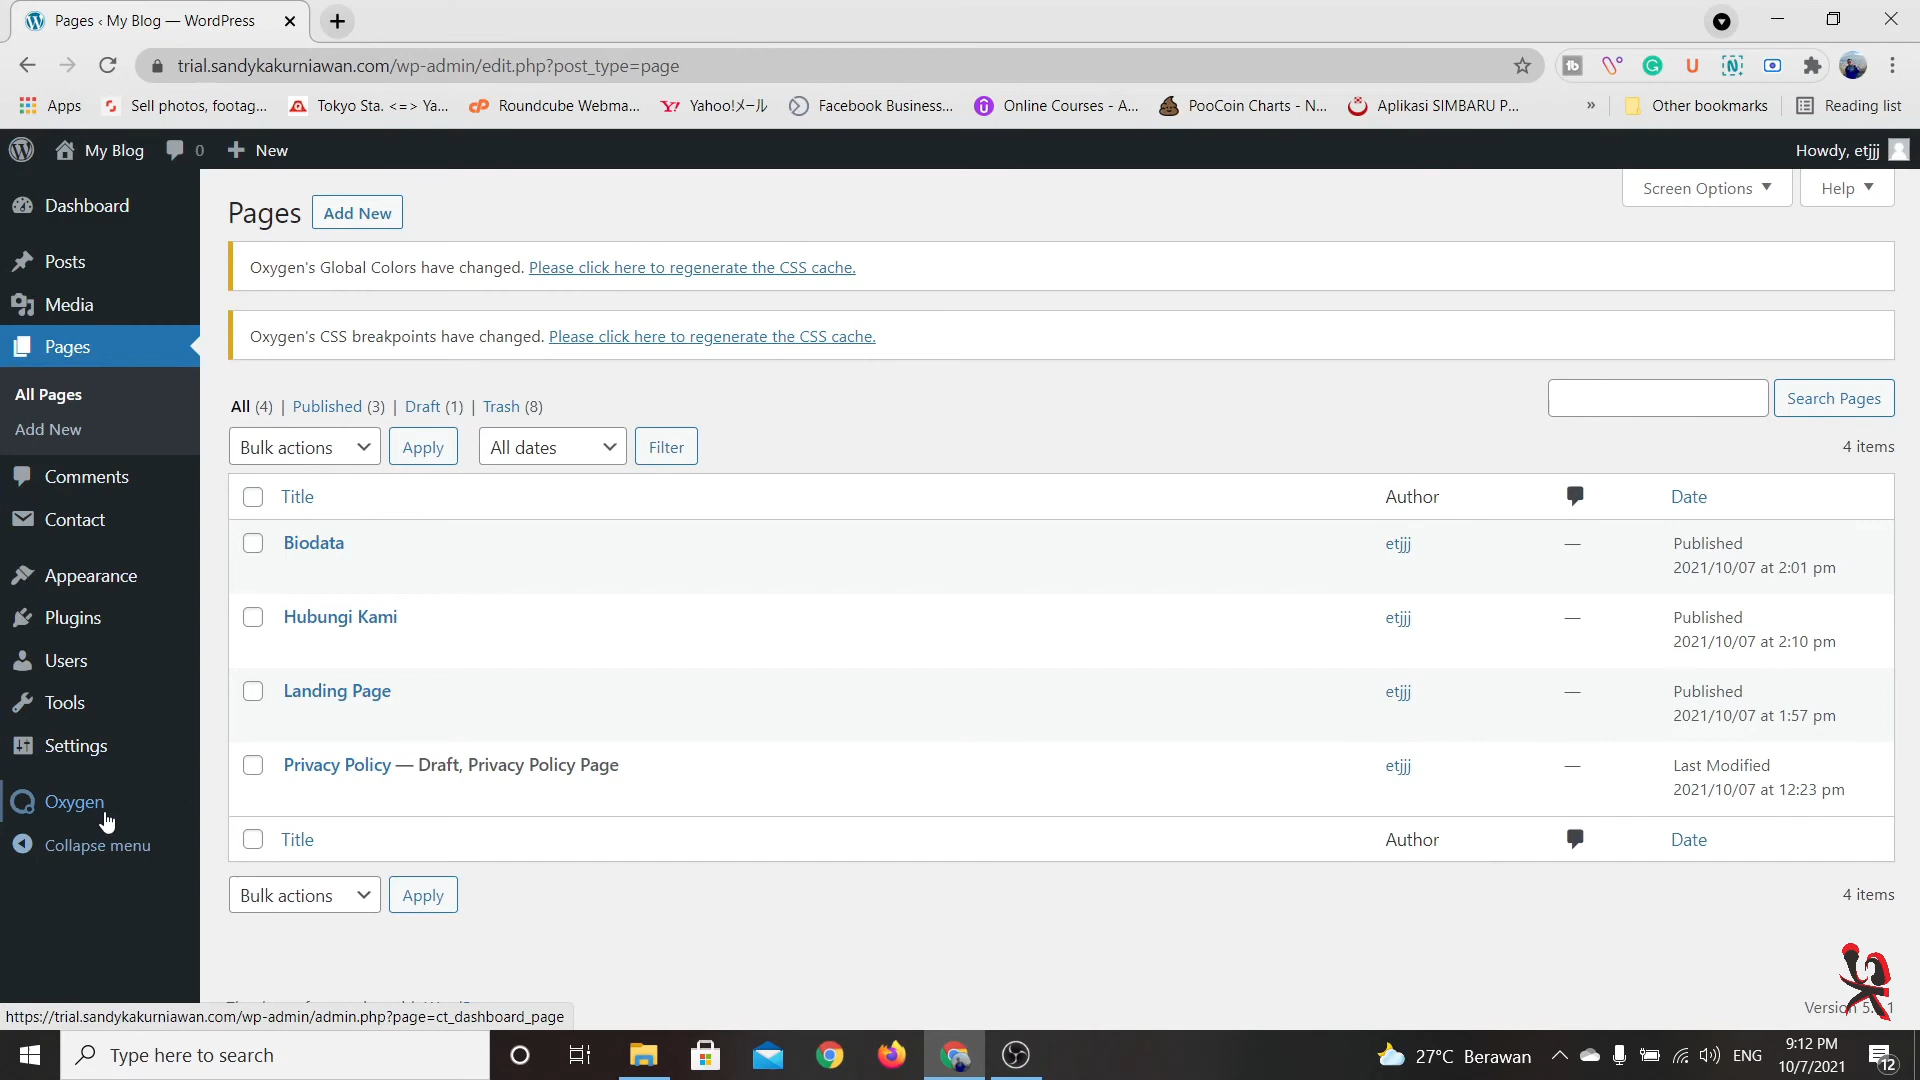 Pages ‹ My Blog — WordPress
trial.sandykakurniawan.com/wp-admin/edit.php?post_type=page
Apps Sell photos, footag... Tokyo Sta. <=> Ya... Roundcube Webma... Yahoo!メール Facebook Business... Online Courses - A... PooCoin Charts - N... Aplikasi SIMBARU P... » Other bookmarks Reading list
My Blog 0 New Howdy, etjjj
Screen Options Help
Dashboard
Posts
Media
Pages
All Pages
Add New
Comments
Contact
Appearance
Plugins
Users
Tools
Settings
Oxygen
Collapse menu
Pages Add New
Oxygen's Global Colors have changed. Please click here to regenerate the CSS cache.
Oxygen's CSS breakpoints have changed. Please click here to regenerate the CSS cache.
All (4) | Published (3) | Draft (1) | Trash (8)
Search Pages
Bulk actions Apply All dates Filter 4 items
Title Author Date
Biodata etjjj — Published
2021/10/07 at 2:01 pm
Hubungi Kami etjjj — Published
2021/10/07 at 2:10 pm
Landing Page etjjj — Published
2021/10/07 at 1:57 pm
Privacy Policy — Draft, Privacy Policy Page etjjj — Last Modified
2021/10/07 at 12:23 pm
Title Author Date
Bulk actions Apply 4 items
Version
https://trial.sandykakurniawan.com/wp-admin/admin.php?page=ct_dashboard_page
Type here to search
27°C Berawan ENG
9:12 PM
10/7/2021
12